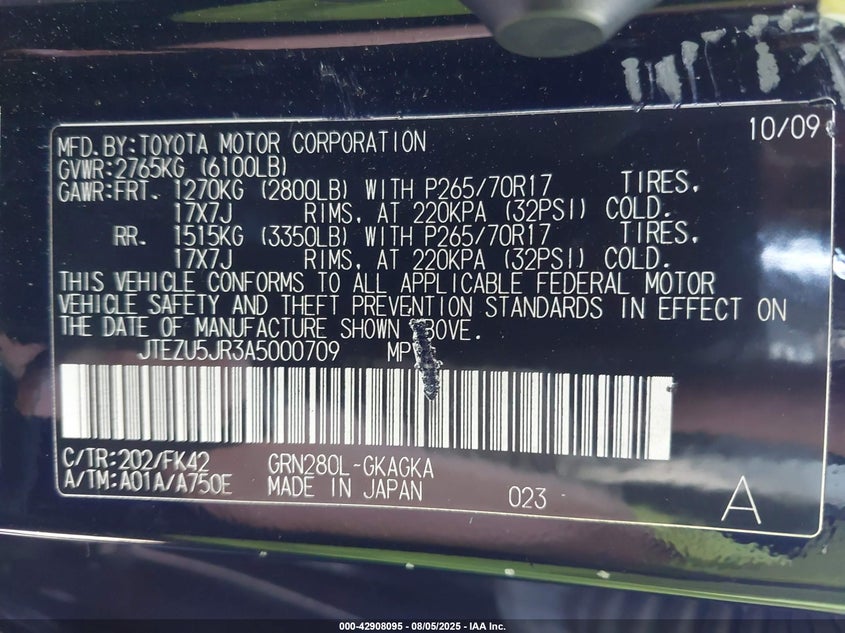 10/09
MFD.BY:TOYOTA MOTOR CORPORATION
GVWR:2765KG (6100LB)
GAWR:FRT. 1270KG (2800LB) WITH P265/70R17 TIRES,
17X7J RIMS, AT 220KPA (32PSI) COLD.
RR. 1515KG (3350LB) WITH P265/70R17 TIRES,
17X7J RIMS, AT 220KPA (32PSI) COLD.
THIS VEHICLE CONFORMS TO ALL APPLICABLE FEDERAL MOTOR
VEHICLE SAFETY AND THEFT PREVENTION STANDARDS IN EFFECT ON
THE DATE OF MANUFACTURE SHOWN ABOVE.
JTEZU5JR3A5000709 MP
C/TR:202/FK42 GRN280L-GKAGKA
A/TM:A01A/A750E MADE IN JAPAN 023 A
000-42908095 - 08/05/2025 - IAA Inc.